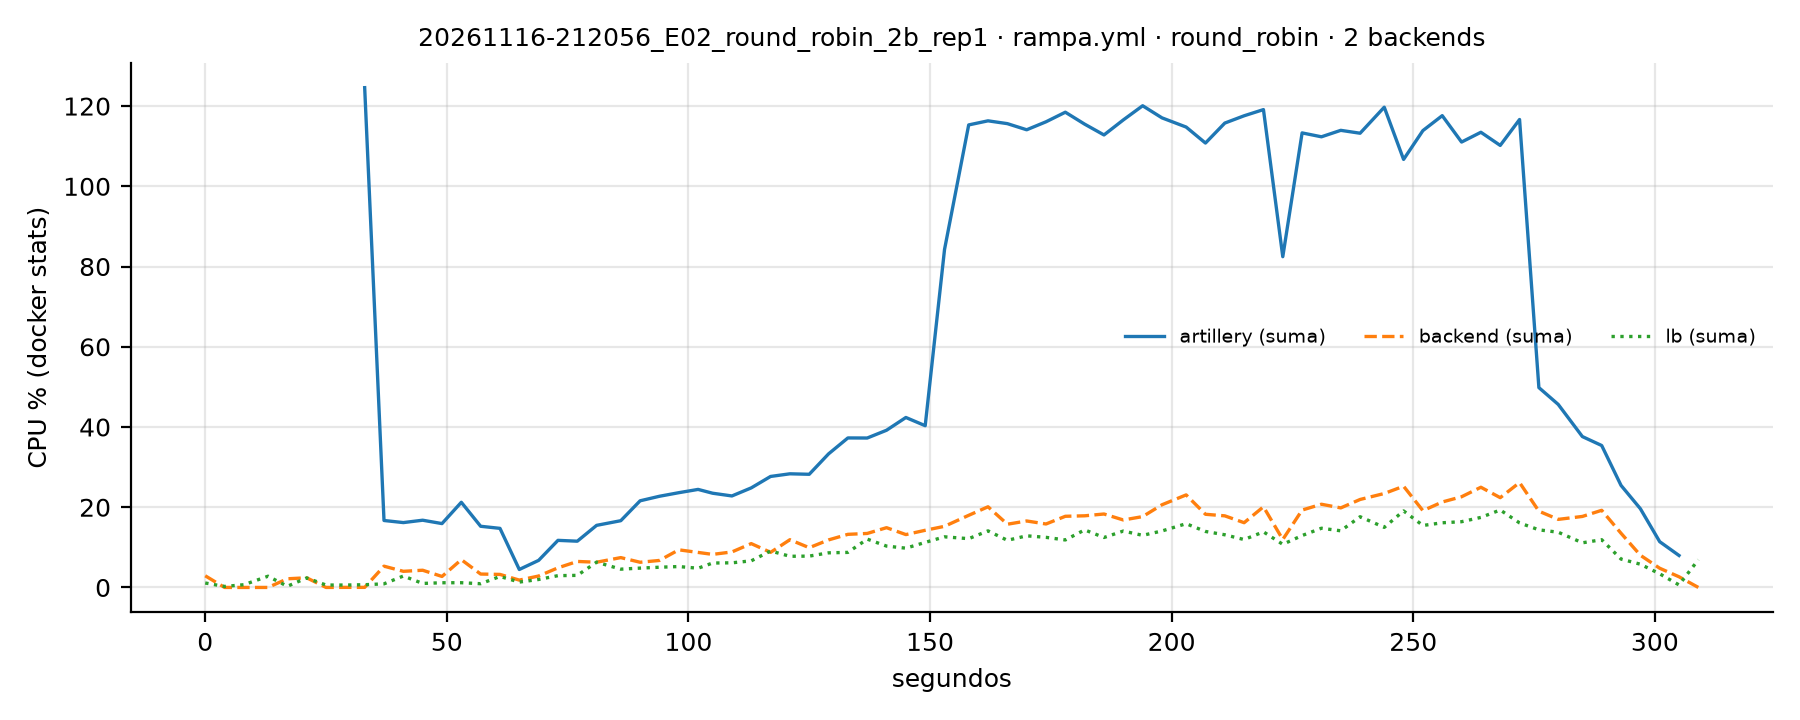 20261116-212056_E02_round_robin_2b_rep1 · rampa.yml · round_robin · 2 backends
CPU % (docker stats)
120
100
80
60
40
20
0
artillery (suma) backend (suma) lb (suma)
0 50 100 150 200 250 300
segundos